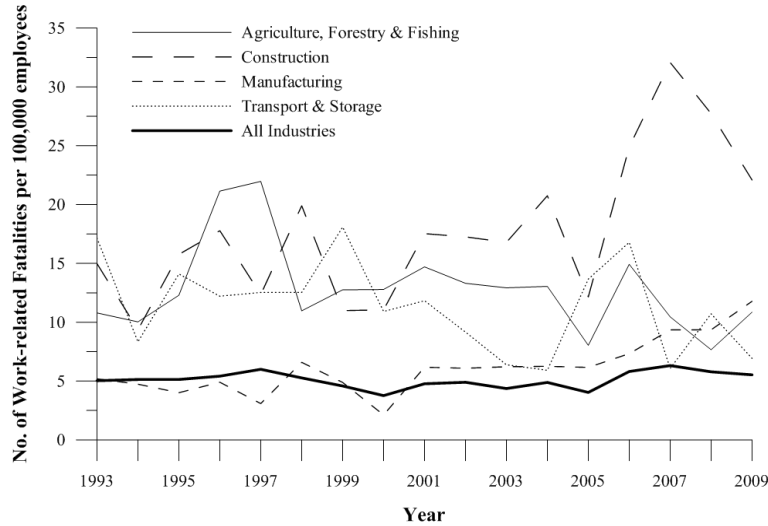 35
30
25
20
15
10
5
0
No. of Work-related Fatalities per 100,000 employees
Agriculture, Forestry & Fishing
Construction
Manufacturing
Transport & Storage
All Industries
1993 1995 1997 1999 2001 2003 2005 2007 2009
Year